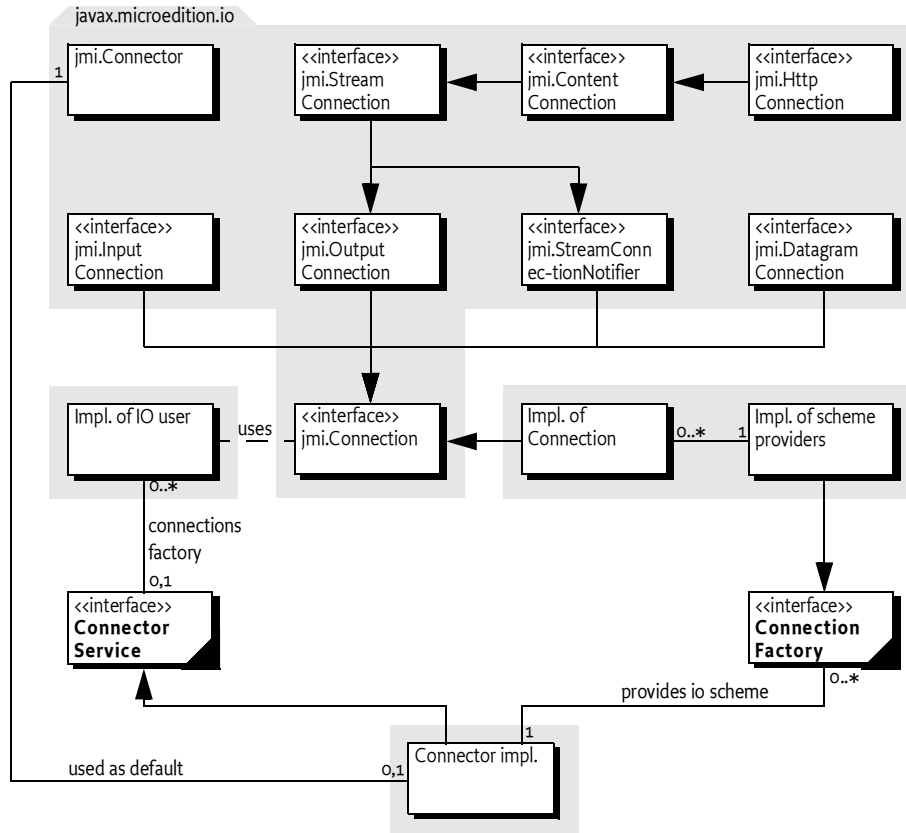 javax.microedition.io
jmi.Connector
1
<<interface>>
jmi.Stream
Connection
<<interface>>
jmi.Content
Connection
<<interface>>
jmi.Http
Connection
<<interface>>
jmi.Input
Connection
<<interface>>
jmi.Output
Connection
<<interface>>
jmi.StreamConn
ec-tionNotifier
<<interface>>
jmi.Datagram
Connection
Impl. of IO user
uses
<<interface>>
jmi.Connection
Impl. of
Connection
0..*
1
Impl. of scheme
providers
0..*
connections
factory
0,1
<<interface>>
Connector
Service
<<interface>>
Connection
Factory
0..*
provides io scheme
1
Connector impl.
used as default
0,1